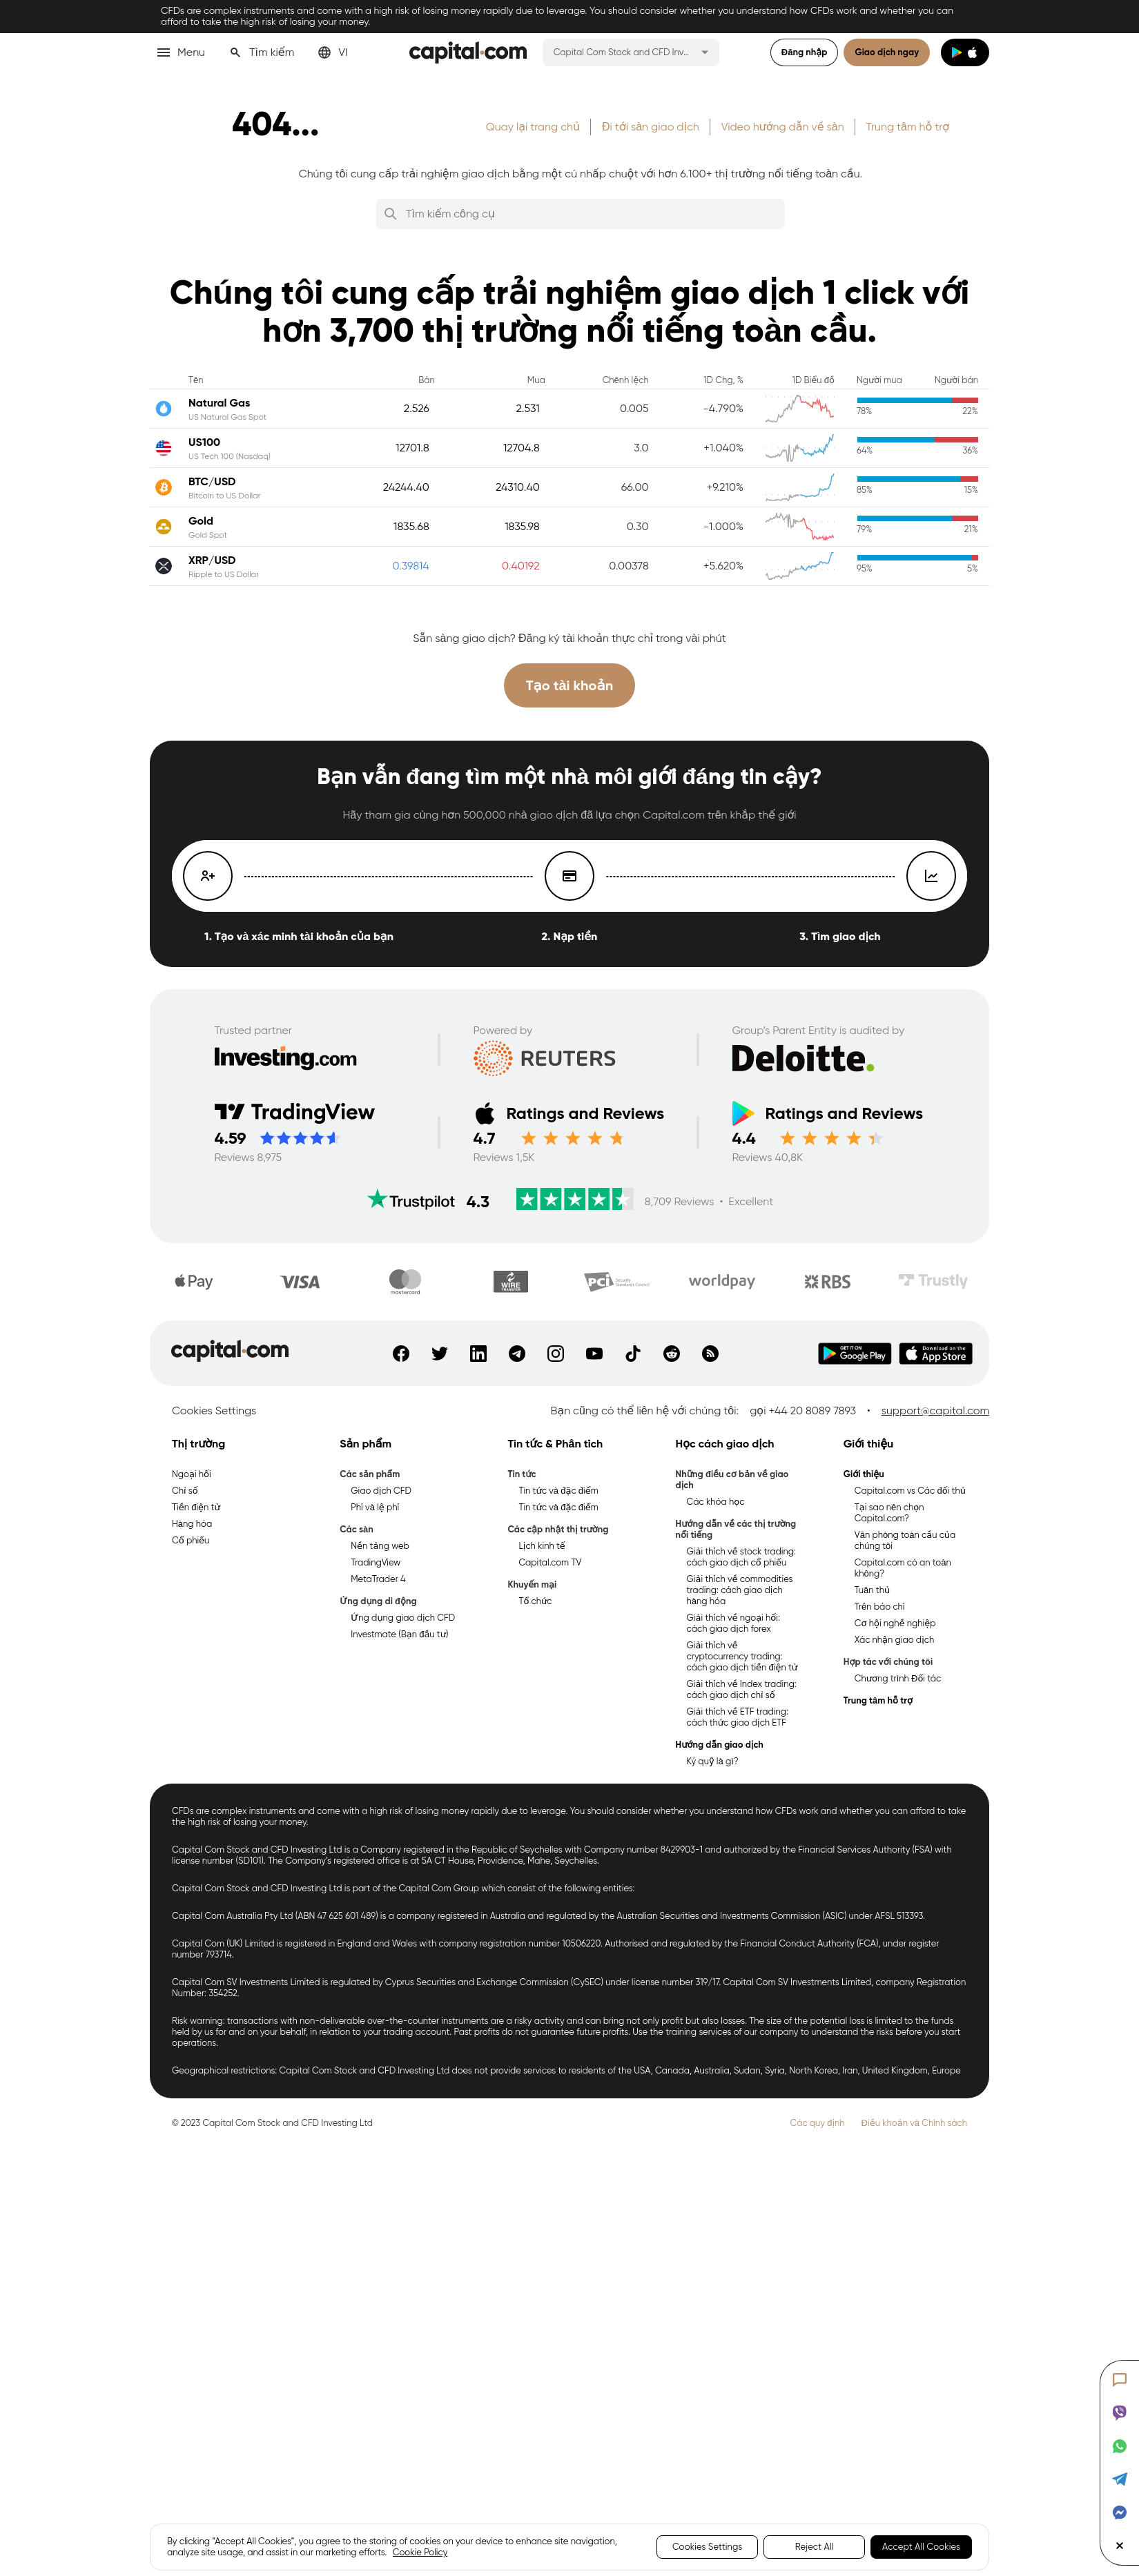 CFDs are complex instruments and come with a high risk of losing money rapidly due to leverage. You should consider whether you understand how CFDs work and whether you can
afford to take the high risk of losing your money.
Menu
Tìm kiếm
VI
capital.com
Capital Com Stock and CFD Inv...
Đăng nhập
Giao dịch ngay
404...
Quay lại trang chủ
Đi tới sàn giao dịch
Video hướng dẫn về sàn
Trung tâm hỗ trợ
Chúng tôi cung cấp trải nghiệm giao dịch bằng một cú nhấp chuột với hơn 6.100+ thị trường nổi tiếng toàn cầu.
Tìm kiếm công cụ
Chúng tôi cung cấp trải nghiệm giao dịch 1 click với
hơn 3,700 thị trường nổi tiếng toàn cầu.
Tên Bán Mua Chênh lệch 1D Chg, % 1D Biểu đồ Người mua Người bán
Natural Gas 2.526 2.531 0.005 -4.790% 78% 22%
US Natural Gas Spot
US100 12701.8 12704.8 3.0 +1.040% 64% 36%
US Tech 100 (Nasdaq)
BTC/USD 24244.40 24310.40 66.00 +9.210% 85% 15%
Bitcoin to US Dollar
Gold 1835.68 1835.98 0.30 -1.000% 79% 21%
Gold Spot
XRP/USD 0.39814 0.40192 0.00378 +5.620% 95% 5%
Ripple to US Dollar
Sẵn sàng giao dịch? Đăng ký tài khoản thực chỉ trong vài phút
Tạo tài khoản
Bạn vẫn đang tìm một nhà môi giới đáng tin cậy?
Hãy tham gia cùng hơn 500,000 nhà giao dịch đã lựa chọn Capital.com trên khắp thế giới
1. Tạo và xác minh tài khoản của bạn
2. Nạp tiền
3. Tìm giao dịch
Trusted partner
Investing.com
Powered by
REUTERS
Group's Parent Entity is audited by
Deloitte.
TradingView
4.59
Reviews 8,975
Ratings and Reviews
4.7
Reviews 1,5K
Ratings and Reviews
4.4
Reviews 40,8K
Trustpilot
4.3
8,709 Reviews • Excellent
Pay
VISA
mastercard
WIRE
TRANSFER
PCI Security Standards Council
worldpay
RBS
Trustly
capital.com
GET IT ON
Google Play
Download on the
App Store
Cookies Settings
Bạn cũng có thể liên hệ với chúng tôi: gọi +44 20 8089 7893 • support@capital.com
Thị trường
Ngoại hối
Chỉ số
Tiền điện tử
Hàng hóa
Cổ phiếu
Sản phẩm
Các sản phẩm
Giao dịch CFD
Phí và lệ phí
Các sàn
Nền tảng web
TradingView
MetaTrader 4
Ứng dụng di động
Ứng dụng giao dịch CFD
Investmate (Bạn đầu tư)
Tin tức & Phân tích
Tin tức
Tin tức và đặc điểm
Tin tức và đặc điểm
Các cập nhật thị trường
Lịch kinh tế
Capital.com TV
Khuyến mại
Tổ chức
Học cách giao dịch
Những điều cơ bản về giao
dịch
Các khóa học
Hướng dẫn về các thị trường
nổi tiếng
Giải thích về stock trading:
cách giao dịch cổ phiếu
Giải thích về commodities
trading: cách giao dịch
hàng hóa
Giải thích về ngoại hối:
cách giao dịch forex
Giải thích về
cryptocurrency trading:
cách giao dịch tiền điện tử
Giải thích về Index trading:
cách giao dịch chỉ số
Giải thích về ETF trading:
cách thức giao dịch ETF
Hướng dẫn giao dịch
Ký quỹ là gì?
Giới thiệu
Giới thiệu
Capital.com vs Các đối thủ
Tại sao nên chọn
Capital.com?
Văn phòng toàn cầu của
chúng tôi
Capital.com có an toàn
không?
Tuân thủ
Trên báo chí
Cơ hội nghề nghiệp
Xác nhận giao dịch
Hợp tác với chúng tôi
Chương trình Đối tác
Trung tâm hỗ trợ
CFDs are complex instruments and come with a high risk of losing money rapidly due to leverage. You should consider whether you understand how CFDs work and whether you can afford to take
the high risk of losing your money.
Capital Com Stock and CFD Investing Ltd is a Company registered in the Republic of Seychelles with Company number 8429903-1 and authorized by the Financial Services Authority (FSA) with
license number (SD101). The Company's registered office is at 5A CT House, Providence, Mahe, Seychelles.
Capital Com Stock and CFD Investing Ltd is part of the Capital Com Group which consist of the following entities:
Capital Com Australia Pty Ltd (ABN 47 625 601 489) is a company registered in Australia and regulated by the Australian Securities and Investments Commission (ASIC) under AFSL 513393.
Capital Com (UK) Limited is registered in England and Wales with company registration number 10506220. Authorised and regulated by the Financial Conduct Authority (FCA), under register
number 793714.
Capital Com SV Investments Limited is regulated by Cyprus Securities and Exchange Commission (CySEC) under license number 319/17. Capital Com SV Investments Limited, company Registration
Number: 354252.
Risk warning: transactions with non-deliverable over-the-counter instruments are a risky activity and can bring not only profit but also losses. The size of the potential loss is limited to the funds
held by us for and on your behalf, in relation to your trading account. Past profits do not guarantee future profits. Use the training services of our company to understand the risks before you start
operations.
Geographical restrictions: Capital Com Stock and CFD Investing Ltd does not provide services to residents of the USA, Canada, Australia, Sudan, Syria, North Korea, Iran, United Kingdom, Europe
© 2023 Capital Com Stock and CFD Investing Ltd
Các quy định
Điều khoản và Chính sách
By clicking “Accept All Cookies”, you agree to the storing of cookies on your device to enhance site navigation,
analyze site usage, and assist in our marketing efforts. Cookie Policy
Cookies Settings
Reject All
Accept All Cookies